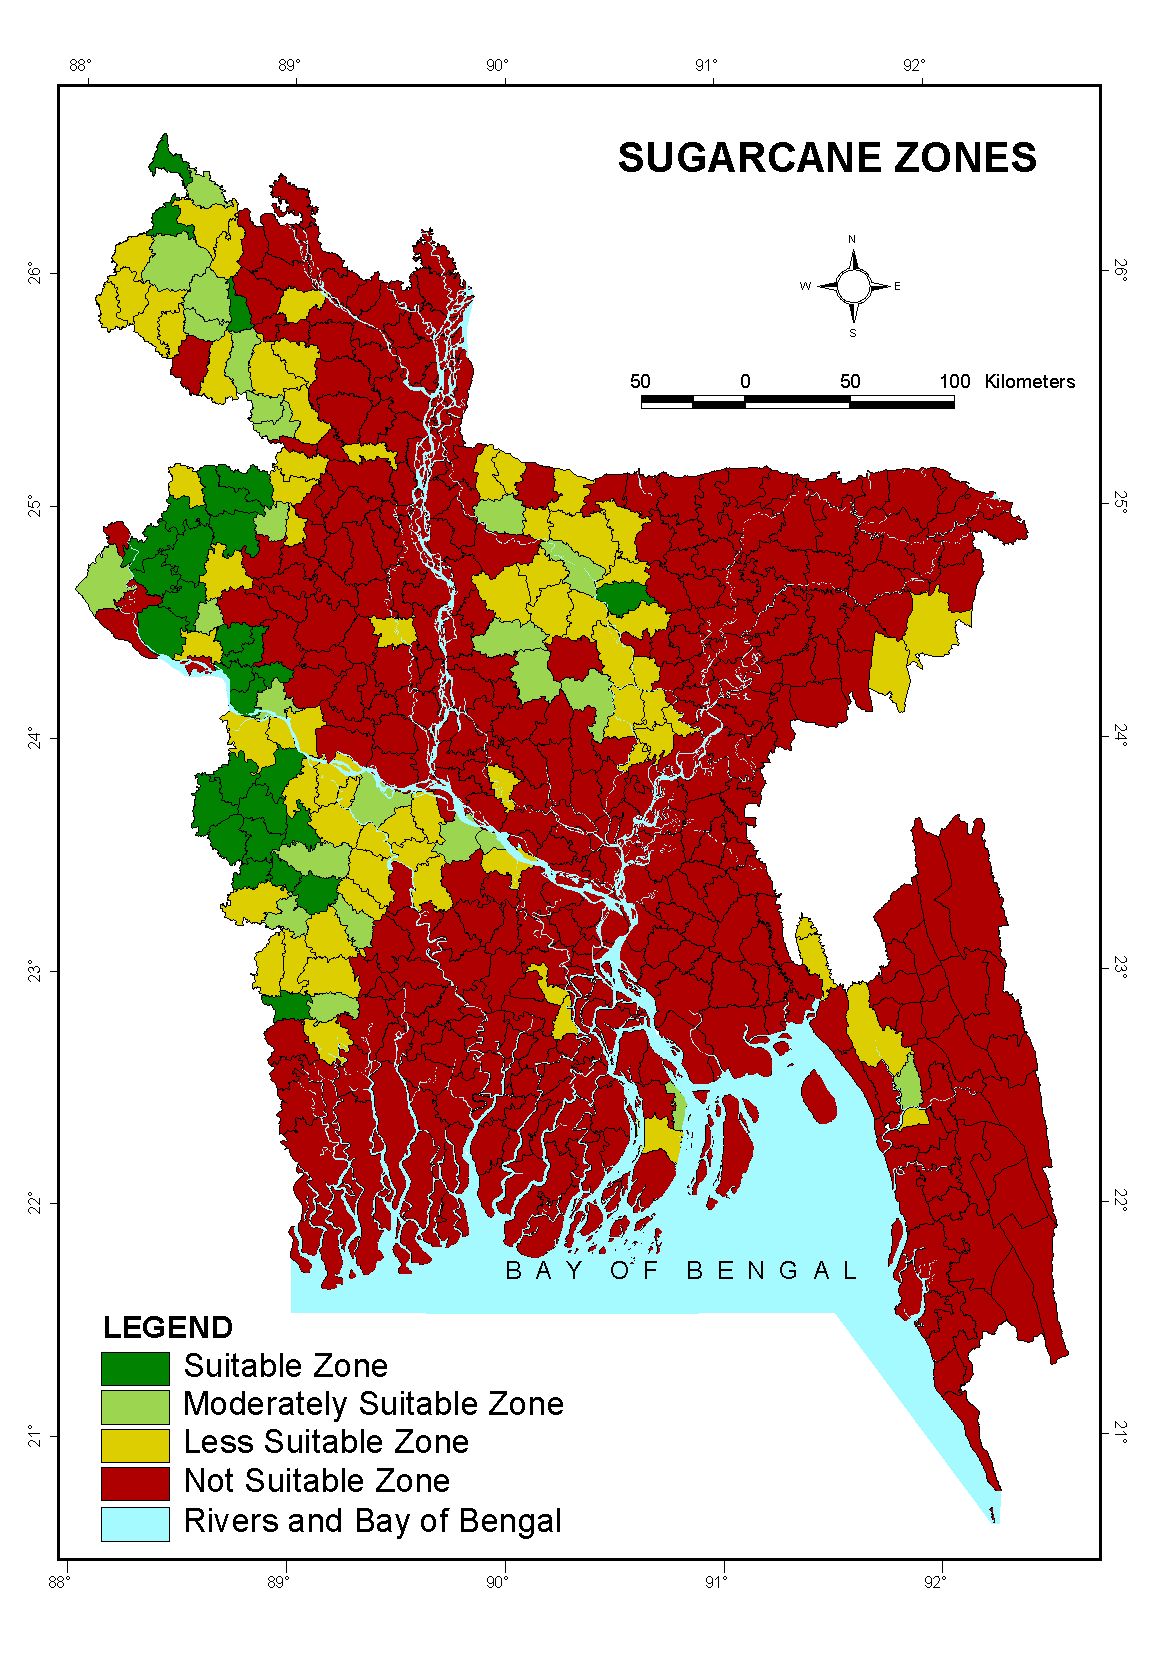 88° 89° 90° 91° 92°
SUGARCANE ZONES
N
W E
S
26° 26°
50 0 50 100 Kilometers
25° 25°
24° 24°
23° 23°
22° 22°
BAY OF BENGAL
LEGEND
Suitable Zone
Moderately Suitable Zone
21° 21°
Less Suitable Zone
Not Suitable Zone
Rivers and Bay of Bengal
88° 89° 90° 91° 92°